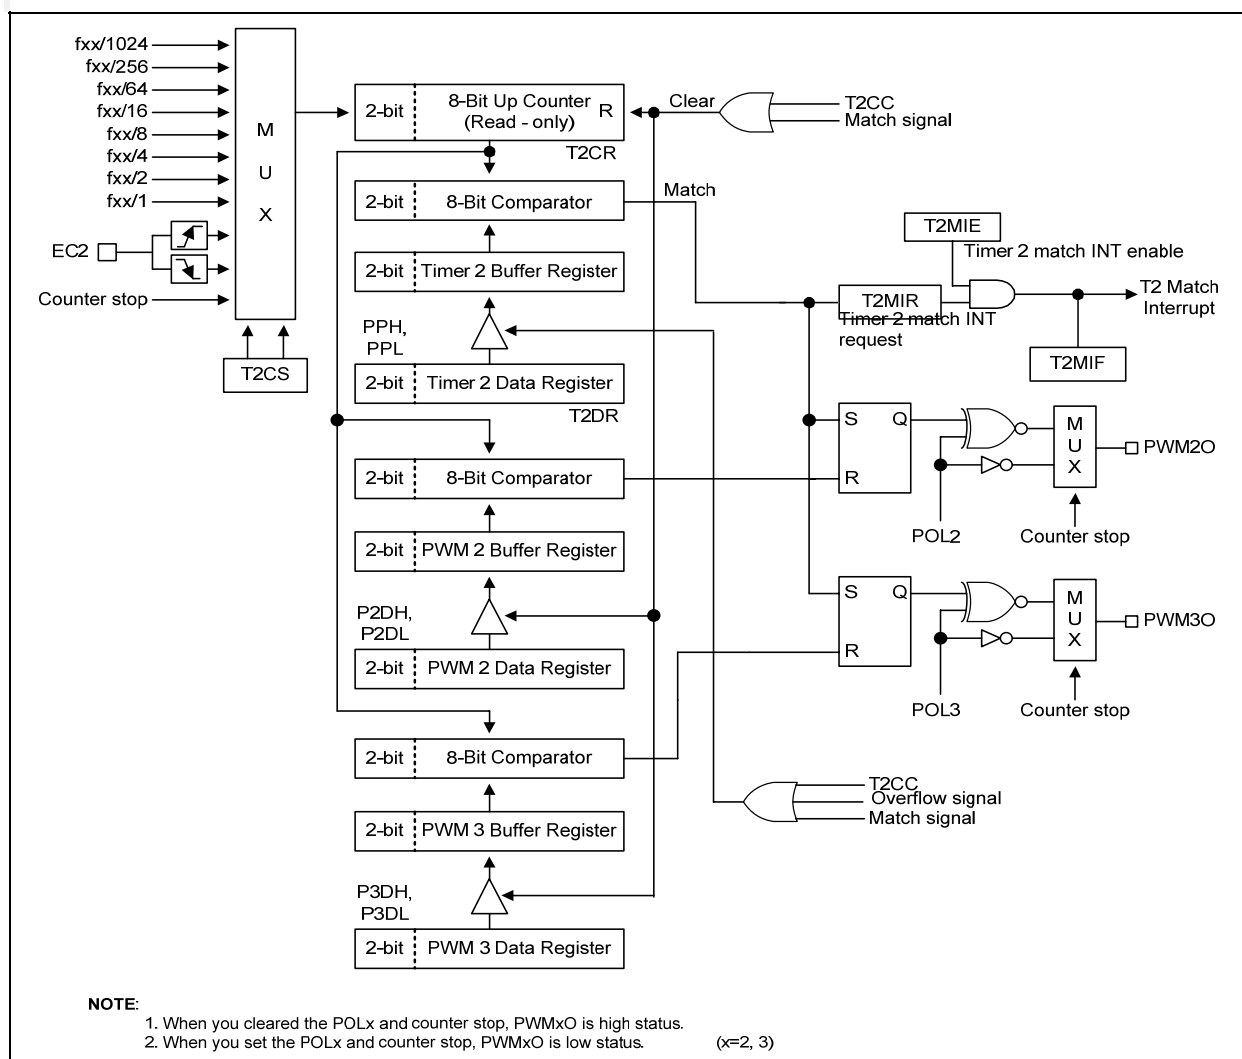 fxx/1024
fxx/256
fxx/64
fxx/16
fxx/8
fxx/4
fxx/2
fxx/1
EC2
Counter stop
M
U
X
T2CS
2-bit
8-Bit Up Counter
(Read - only)
R
T2CR
Clear
T2CC
Match signal
2-bit
8-Bit Comparator
Match
2-bit
Timer 2 Buffer Register
PPH,
PPL
2-bit
Timer 2 Data Register
T2DR
T2MIE
Timer 2 match INT enable
T2MIR
Timer 2 match INT
request
T2 Match
Interrupt
T2MIF
2-bit
8-Bit Comparator
2-bit
PWM 2 Buffer Register
P2DH,
P2DL
2-bit
PWM 2 Data Register
S
Q
R
POL2
M
U
X
PWM2O
Counter stop
S
Q
R
POL3
M
U
X
PWM3O
Counter stop
2-bit
8-Bit Comparator
2-bit
PWM 3 Buffer Register
P3DH,
P3DL
2-bit
PWM 3 Data Register
T2CC
Overflow signal
Match signal
NOTE:
1. When you cleared the POLx and counter stop, PWMxO is high status.
2. When you set the POLx and counter stop, PWMxO is low status. (x=2, 3)